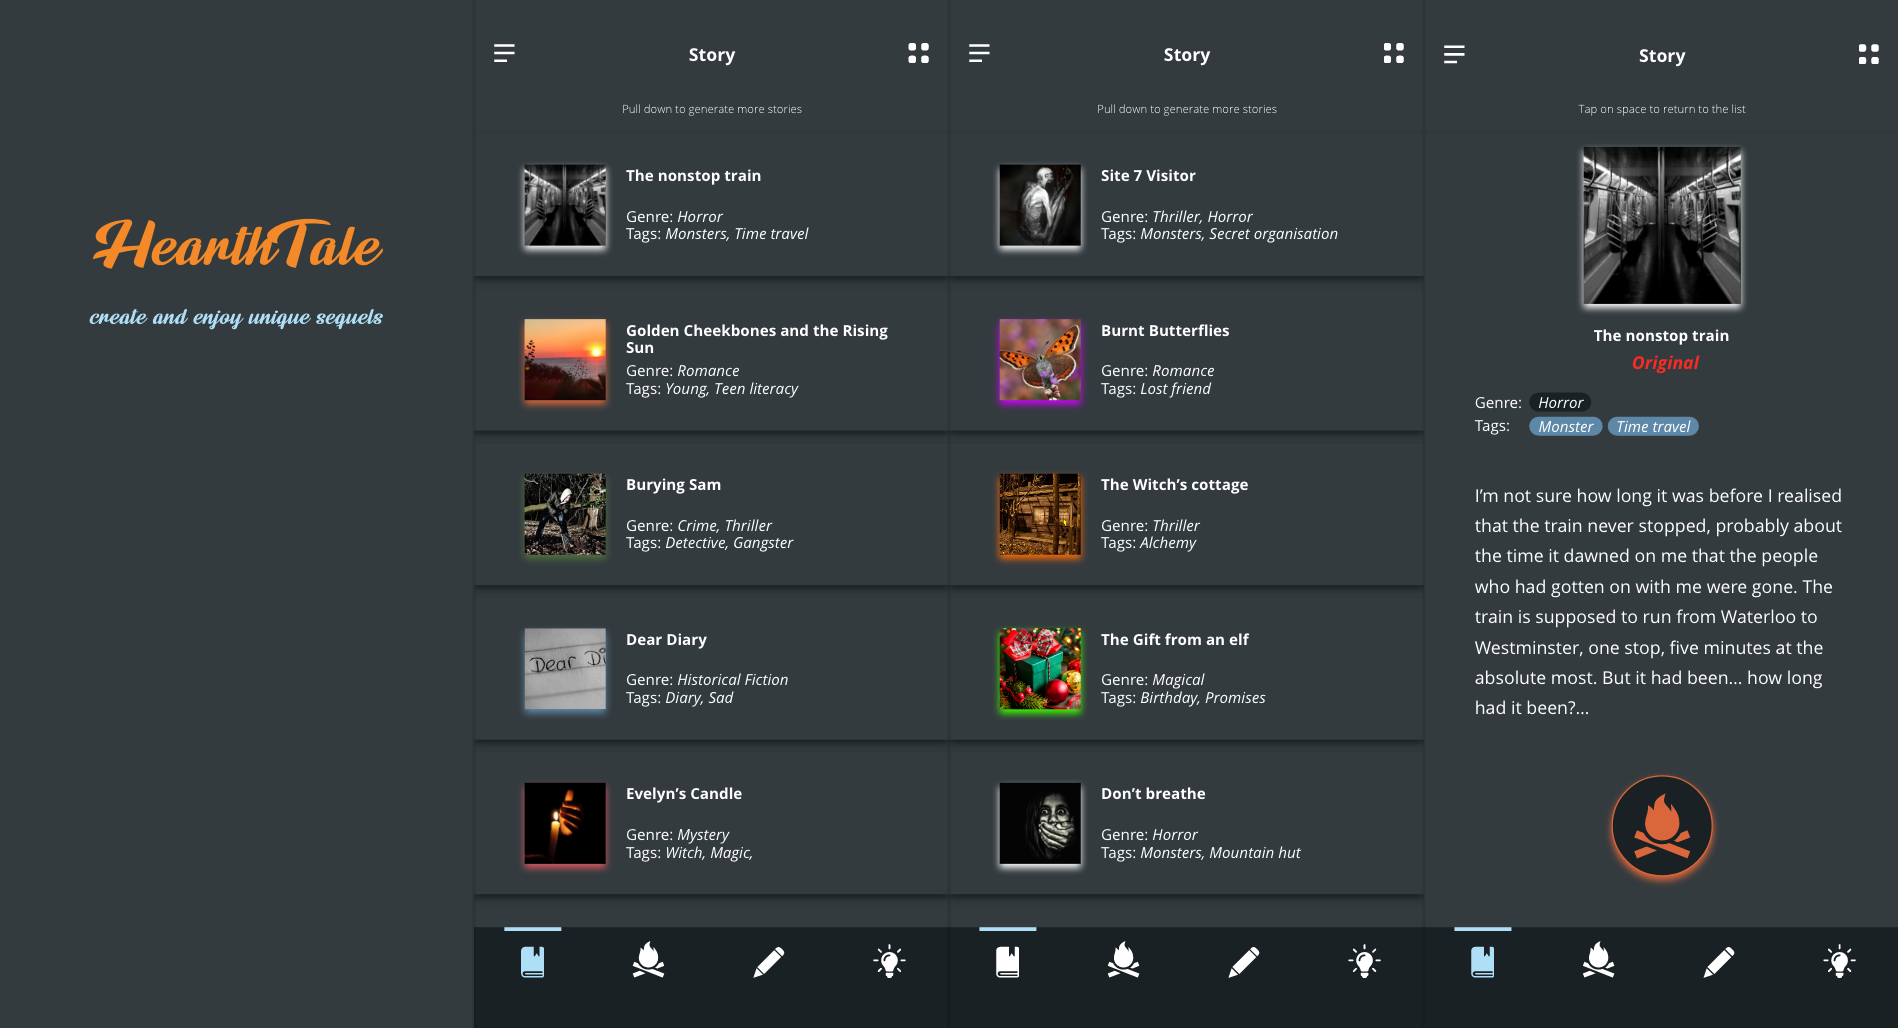 HearthTale
create and enjoy unique sequels
Story
Pull down to generate more stories
The nonstop train
Genre: Horror
Tags: Monsters, Time travel
Golden Cheekbones and the Rising
Sun
Genre: Romance
Tags: Young, Teen literacy
Burying Sam
Genre: Crime, Thriller
Tags: Detective, Gangster
Dear Di
Dear Diary
Genre: Historical Fiction
Tags: Diary, Sad
Evelyn’s Candle
Genre: Mystery
Tags: Witch, Magic,
Story
Pull down to generate more stories
Site 7 Visitor
Genre: Thriller, Horror
Tags: Monsters, Secret organisation
Burnt Butterflies
Genre: Romance
Tags: Lost friend
The Witch’s cottage
Genre: Thriller
Tags: Alchemy
The Gift from an elf
Genre: Magical
Tags: Birthday, Promises
Don’t breathe
Genre: Horror
Tags: Monsters, Mountain hut
Story
Tap on space to return to the list
The nonstop train
Original
Genre: Horror
Tags: Monster Time travel
I’m not sure how long it was before I realised
that the train never stopped, probably about
the time it dawned on me that the people
who had gotten on with me were gone. The
train is supposed to run from Waterloo to
Westminster, one stop, five minutes at the
absolute most. But it had been... how long
had it been?...